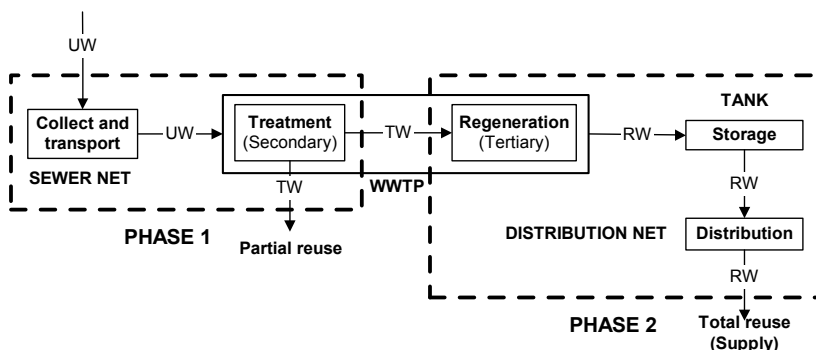 UW
Collect and
transport
SEWER NET
UW
Treatment
(Secondary)
TW
Regeneration
(Tertiary)
RW
TANK
Storage
TW
WWTP
RW
PHASE 1
Partial reuse
DISTRIBUTION NET
Distribution
RW
PHASE 2
Total reuse
(Supply)